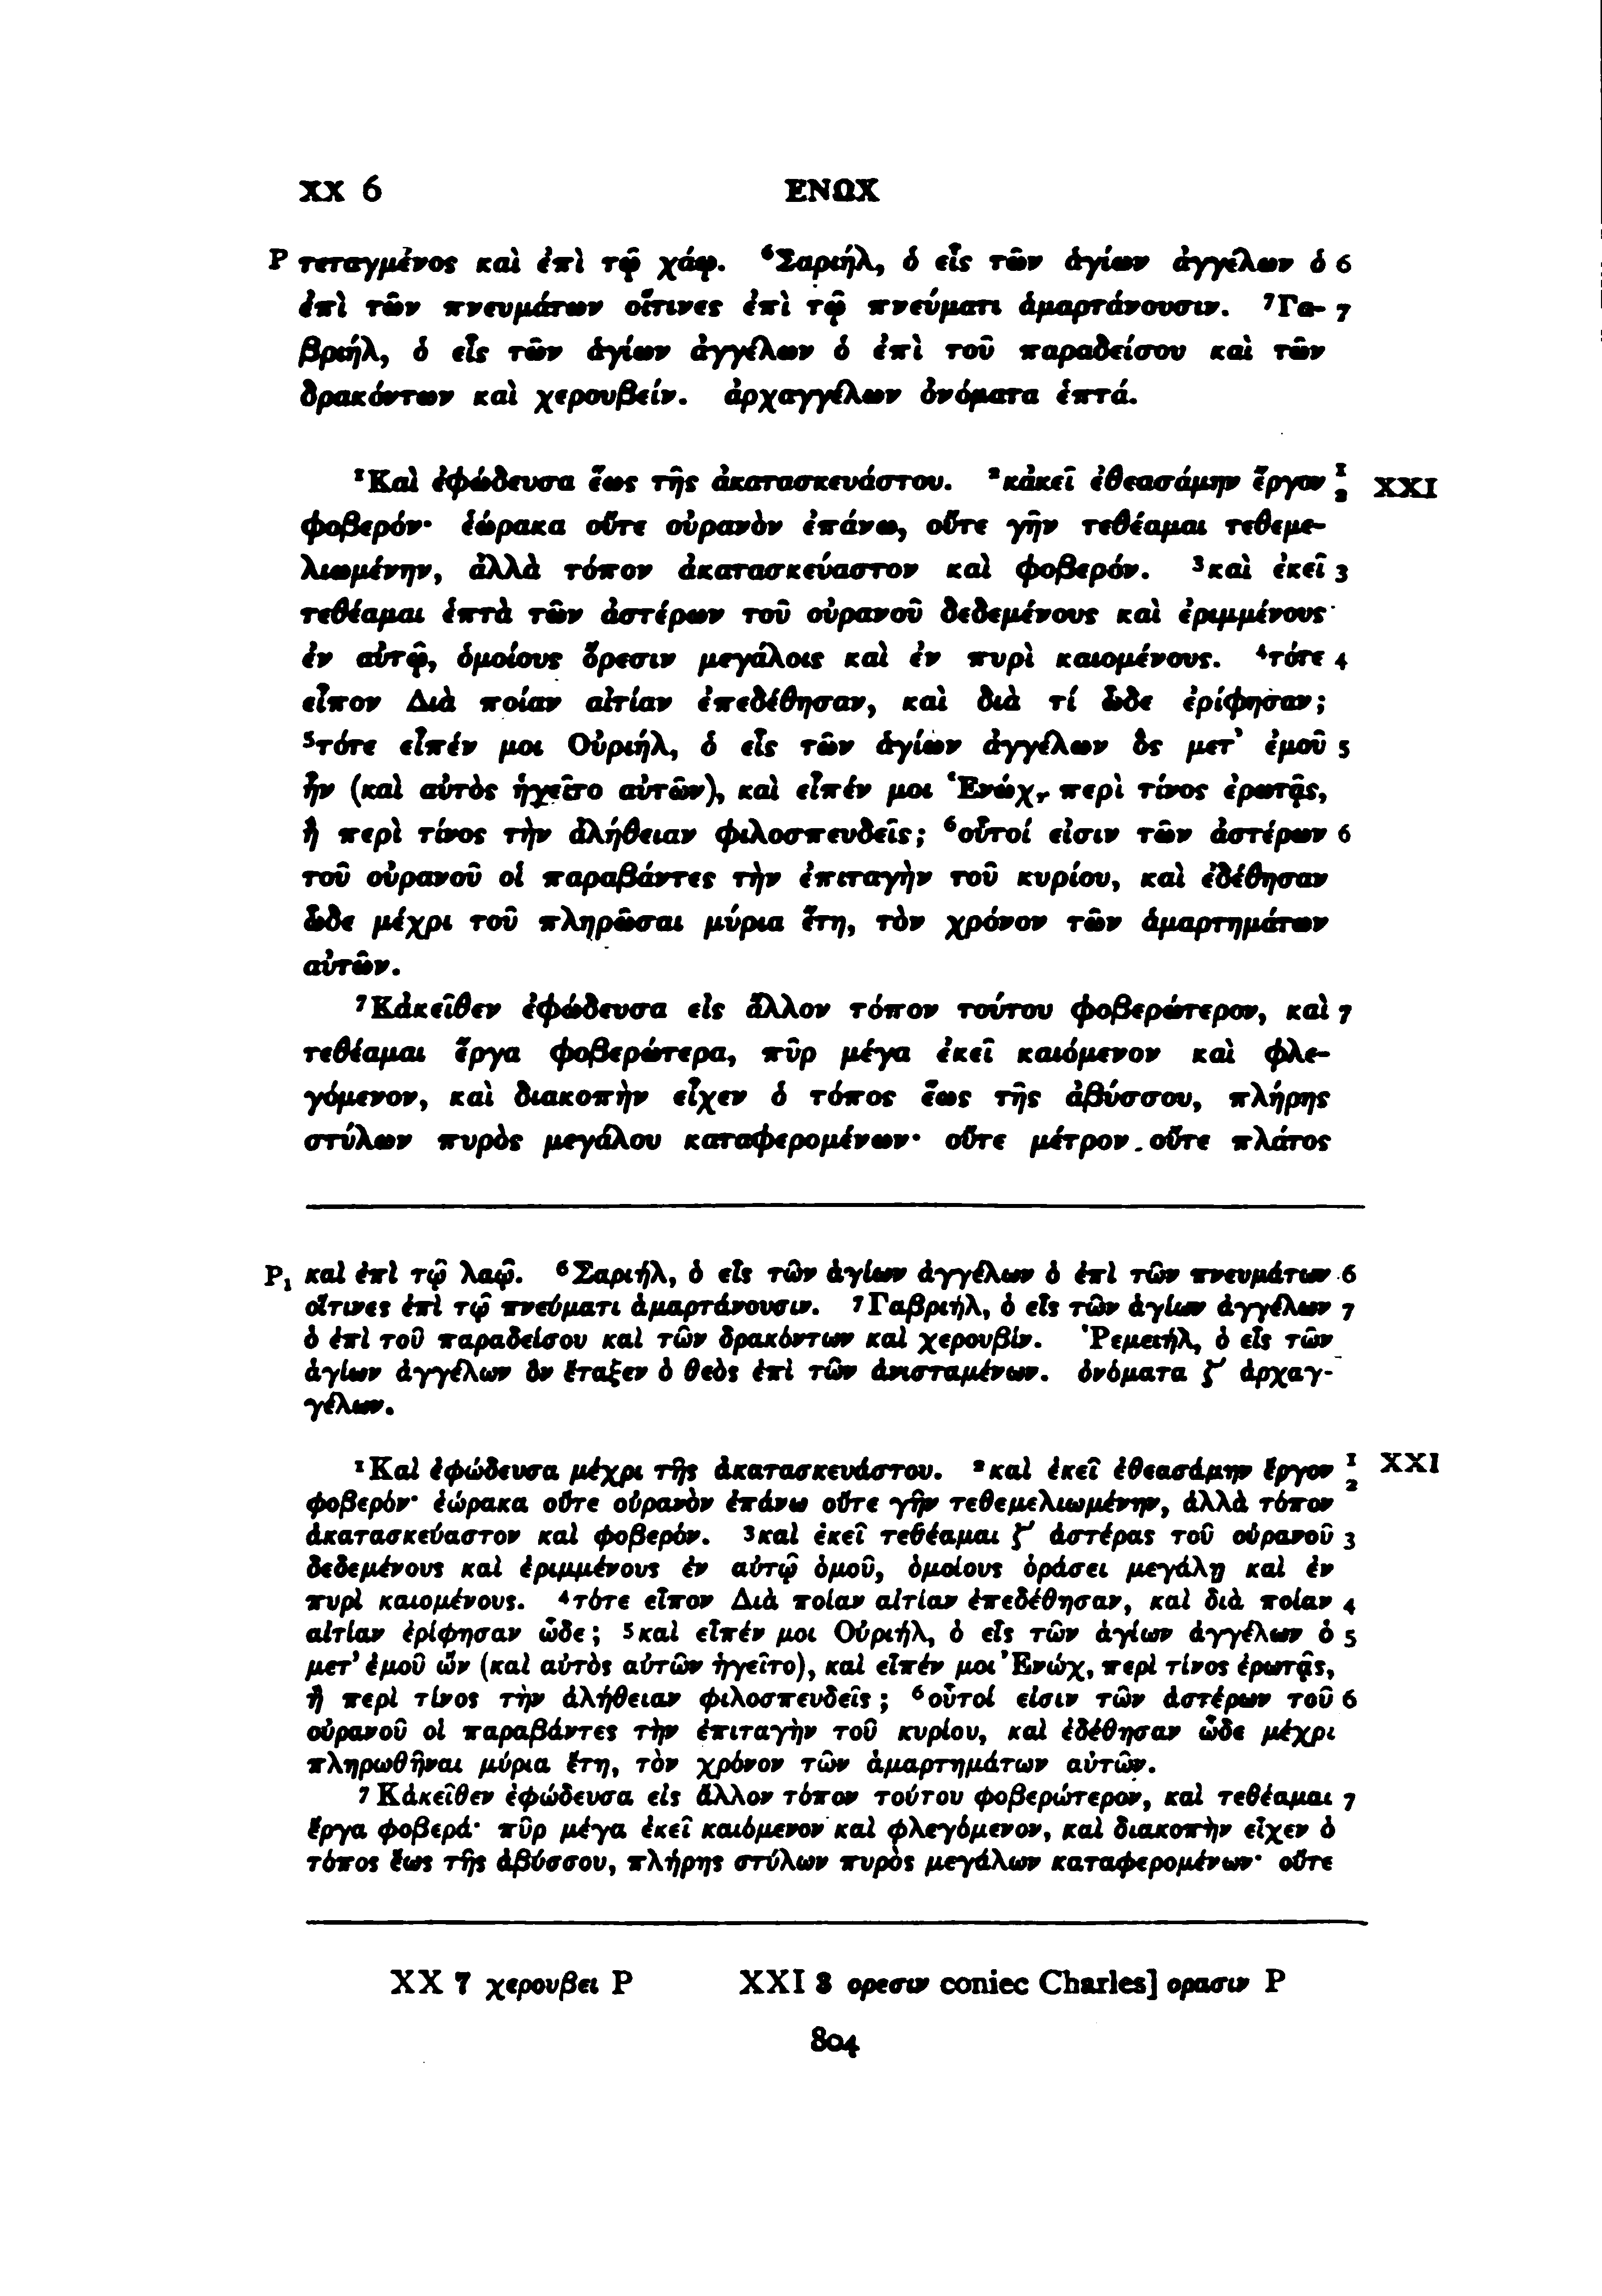 XX 6 ΕΝΩΧ
P τεταγμένος καὶ ἐπὶ τῷ χάῳ. ⁶Σαριήλ, ὁ εἷς τῶν ἁγίων ἀγγέλων ὁ 6
ἐπὶ τῶν πνευμάτων οἵτινες ἐπὶ τῷ πνεύματι ἁμαρτάνουσιν. ⁷Γα- 7
βριήλ, ὁ εἷς τῶν ἁγίων ἀγγέλων ὁ ἐπὶ τοῦ παραδείσου καὶ τῶν
δρακόντων καὶ χερουβείν. ἀρχαγγέλων ὀνόματα ἑπτά.
¹Καὶ ἐφώδευσα ἕως τῆς ἀκατασκευάστου. ²κἀκεῖ ἐθεασάμην ἔργον 1 2 XXI
φοβερόν· ἑώρακα οὔτε οὐρανὸν ἐπάνω, οὔτε γῆν τεθέαμαι τεθεμε-
λιωμένην, ἀλλὰ τόπον ἀκατασκεύαστον καὶ φοβερόν. ³καὶ ἐκεῖ 3
τεθέαμαι ἑπτὰ τῶν ἀστέρων τοῦ οὐρανοῦ δεδεμένους καὶ ἐριμμένους
ἐν αὐτῷ, ὁμοίους ὄρεσιν μεγάλοις καὶ ἐν πυρὶ καιομένους. ⁴τότε 4
εἶπον Διὰ ποίαν αἰτίαν ἐπεδέθησαν, καὶ διὰ τί ὧδε ἐρίφησαν;
⁵τότε εἶπέν μοι Οὐριήλ, ὁ εἷς τῶν ἁγίων ἀγγέλων ὃς μετ’ ἐμοῦ 5
ἦν (καὶ αὐτὸς ἡγεῖτο αὐτῶν), καὶ εἶπέν μοι Ἑνώχ, περὶ τίνος ἐρωτᾷς,
ἢ περὶ τίνος τὴν ἀλήθειαν φιλοσπευδεῖς; ⁶οὗτοί εἰσιν τῶν ἀστέρων 6
τοῦ οὐρανοῦ οἱ παραβάντες τὴν ἐπιταγὴν τοῦ κυρίου, καὶ ἐδέθησαν
ὧδε μέχρι τοῦ πληρῶσαι μύρια ἔτη, τὸν χρόνον τῶν ἁμαρτημάτων
αὐτῶν.
⁷Κἀκεῖθεν ἐφώδευσα εἰς ἄλλον τόπον τούτου φοβερώτερον, καὶ 7
τεθέαμαι ἔργα φοβερώτερα, πῦρ μέγα ἐκεῖ καιόμενον καὶ φλε-
γόμενον, καὶ διακοπὴν εἶχεν ὁ τόπος ἕως τῆς ἀβύσσου, πλήρης
στύλων πυρὸς μεγάλου καταφερομένων· οὔτε μέτρον οὔτε πλάτος
P₁ καὶ ἐπὶ τῷ λαῷ. ⁶Σαριήλ, ὁ εἷς τῶν ἁγίων ἀγγέλων ὁ ἐπὶ τῶν πνευμάτων 6
οἵτινες ἐπὶ τῷ πνεύματι ἁμαρτάνουσιν. ⁷Γαβριήλ, ὁ εἷς τῶν ἁγίων ἀγγέλων 7
ὁ ἐπὶ τοῦ παραδείσου καὶ τῶν δρακόντων καὶ χερουβίν. Ῥεμειήλ, ὁ εἷς τῶν
ἁγίων ἀγγέλων ὃν ἔταξεν ὁ θεὸς ἐπὶ τῶν ἀνισταμένων. ὀνόματα ζʹ ἀρχαγ-
γέλων.
¹Καὶ ἐφώδευσα μέχρι τῆς ἀκατασκευάστου. ²καὶ ἐκεῖ ἐθεασάμην ἔργον 1 2 XXI
φοβερόν· ἑώρακα οὔτε οὐρανὸν ἐπάνω οὔτε γῆν τεθεμελιωμένην, ἀλλὰ τόπον
ἀκατασκεύαστον καὶ φοβερόν. ³καὶ ἐκεῖ τεθέαμαι ζʹ ἀστέρας τοῦ οὐρανοῦ 3
δεδεμένους καὶ ἐριμμένους ἐν αὐτῷ ὁμοῦ, ὁμοίους ὁράσει μεγάλῃ καὶ ἐν
πυρὶ καιομένους. ⁴τότε εἶπον Διὰ ποίαν αἰτίαν ἐπεδέθησαν, καὶ διὰ ποίαν 4
αἰτίαν ἐρίφησαν ὧδε; ⁵καὶ εἶπέν μοι Οὐριήλ, ὁ εἷς τῶν ἁγίων ἀγγέλων ὁ 5
μετ’ ἐμοῦ ὢν (καὶ αὐτὸς αὐτῶν ἡγεῖτο), καὶ εἶπέν μοι Ἐνώχ, περὶ τίνος ἐρωτᾷς,
ἢ περὶ τίνος τὴν ἀλήθειαν φιλοσπευδεῖς; ⁶οὗτοί εἰσιν τῶν ἀστέρων τοῦ 6
οὐρανοῦ οἱ παραβάντες τὴν ἐπιταγὴν τοῦ κυρίου, καὶ ἐδέθησαν ὧδε μέχρι
πληρωθῆναι μύρια ἔτη, τὸν χρόνον τῶν ἁμαρτημάτων αὐτῶν.
⁷Κἀκεῖθεν ἐφώδευσα εἰς ἄλλον τόπον τούτου φοβερώτερον, καὶ τεθέαμαι 7
ἔργα φοβερά· πῦρ μέγα ἐκεῖ καιόμενον καὶ φλεγόμενον, καὶ διακοπὴν εἶχεν ὁ
τόπος ἕως τῆς ἀβύσσου, πλήρης στύλων πυρὸς μεγάλων καταφερομένων· οὔτε
XX 7 χερουβει P XXI 3 ορεσιν coniec Charles] ορασιν P
804